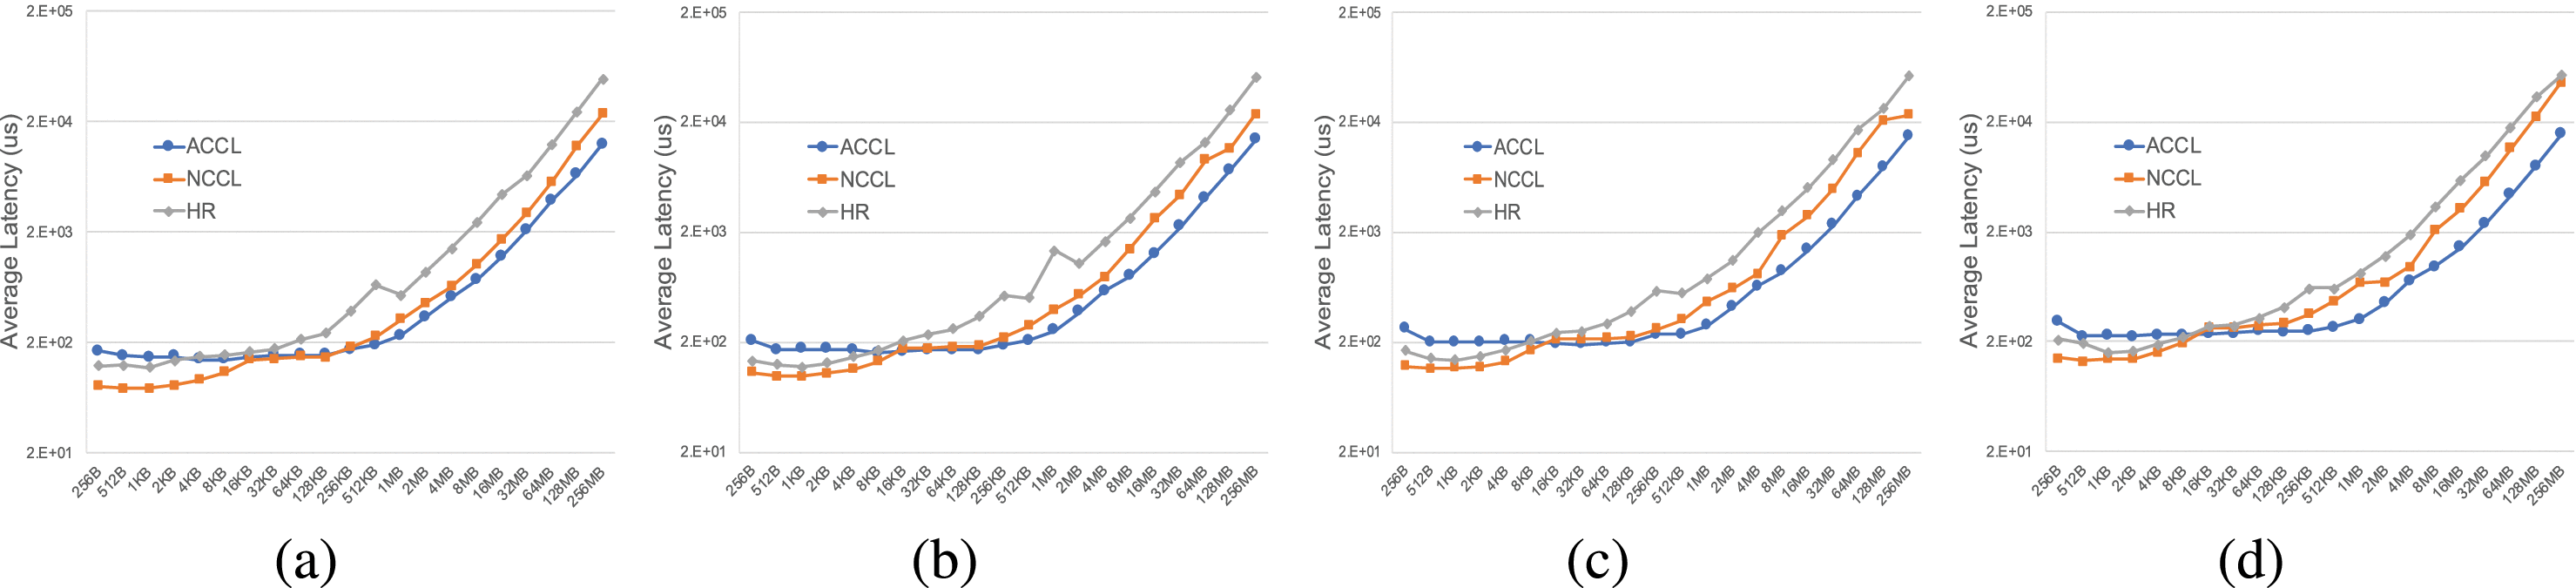 Average Latency (us)
2.E+05
2.E+04
2.E+03
2.E+02
2.E+01
ACCL
NCCL
HR
256B 512B 1KB 2KB 4KB 8KB 16KB 32KB 64KB 128KB 256KB 512KB 1MB 2MB 4MB 8MB 16MB 32MB 64MB 128MB 256MB
(a)
Average Latency (us)
2.E+05
2.E+04
2.E+03
2.E+02
2.E+01
ACCL
NCCL
HR
256B 512B 1KB 2KB 4KB 8KB 16KB 32KB 64KB 128KB 256KB 512KB 1MB 2MB 4MB 8MB 16MB 32MB 64MB 128MB 256MB
(b)
Average Latency (us)
2.E+05
2.E+04
2.E+03
2.E+02
2.E+01
ACCL
NCCL
HR
256B 512B 1KB 2KB 4KB 8KB 16KB 32KB 64KB 128KB 256KB 512KB 1MB 2MB 4MB 8MB 16MB 32MB 64MB 128MB 256MB
(c)
Average Latency (us)
2.E+05
2.E+04
2.E+03
2.E+02
2.E+01
ACCL
NCCL
HR
256B 512B 1KB 2KB 4KB 8KB 16KB 32KB 64KB 128KB 256KB 512KB 1MB 2MB 4MB 8MB 16MB 32MB 64MB 128MB 256MB
(d)